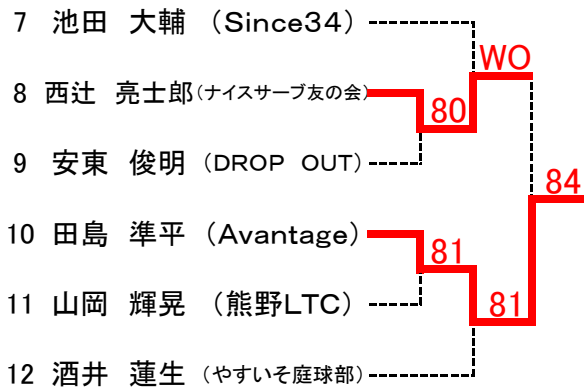 7 池田 大輔 (Since34)
WO
8 西辻 亮士郎(ナイスサーブ友の会)
80
9 安東 俊明 (DROP OUT)
84
10 田島 準平 (Avantage)
81
11 山岡 輝晃 (熊野LTC)
81
12 酒井 蓮生 (やすいそ庭球部)